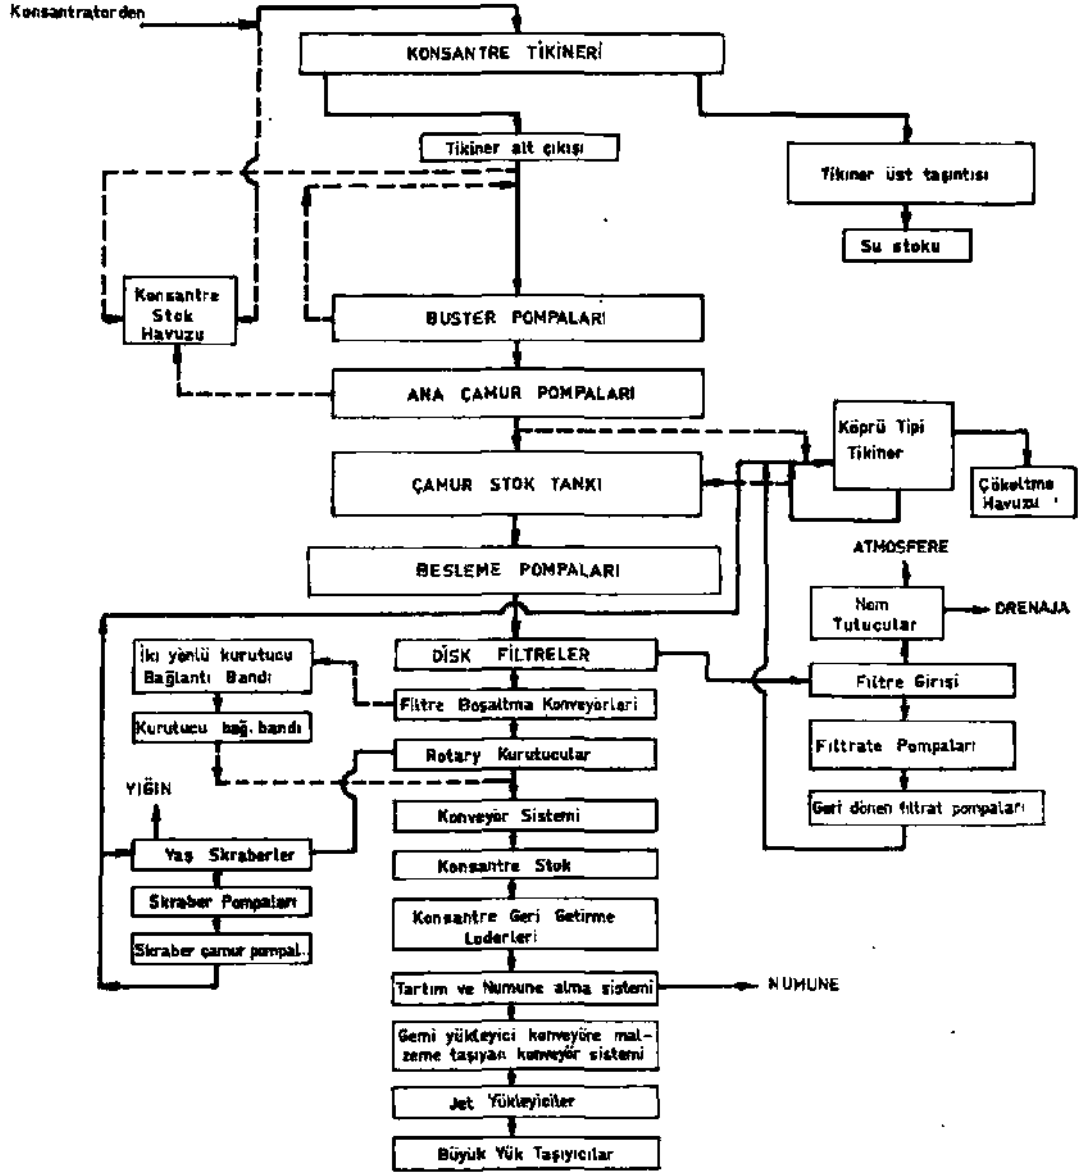 Konsantratorden
KONSANTRE TİKİNERİ
Tikiner alt çıkışı
Tikiner üst taşıntısı
Su stoku
Konsantre
Stok
Havuzu
BUSTER POMPALARI
ANA ÇAMUR POMPALARI
Köprü Tipi
Tikiner
ÇAMUR STOK TANKI
Çökeltme
Havuzu
ATMOSFERE
BESLEME POMPALARI
Nem
Tutucular
DRENAJA
DİSK FİLTRELER
İki yönlü kurutucu
Bağlantı Bandı
Filtre Girişi
Filtre Boşaltma Konveyörleri
Kurutucu bağ. bandı
Filtrate Pompaları
Rotary Kurutucular
YIĞIN
Geri dönen filtrat pompaları
Konveyör Sistemi
Yaş Skraberler
Konsantre Stok
Skraber Pompaları
Konsantre Geri Getirme
Loderleri
Skraber çamur pompal.
Tartım ve Numune alma sistemi
NUMUNE
Gemi yükleyici konveyöre mal-
zeme taşıyan konveyör sistemi
Jet Yükleyiciler
Büyük Yük Taşıyıcılar